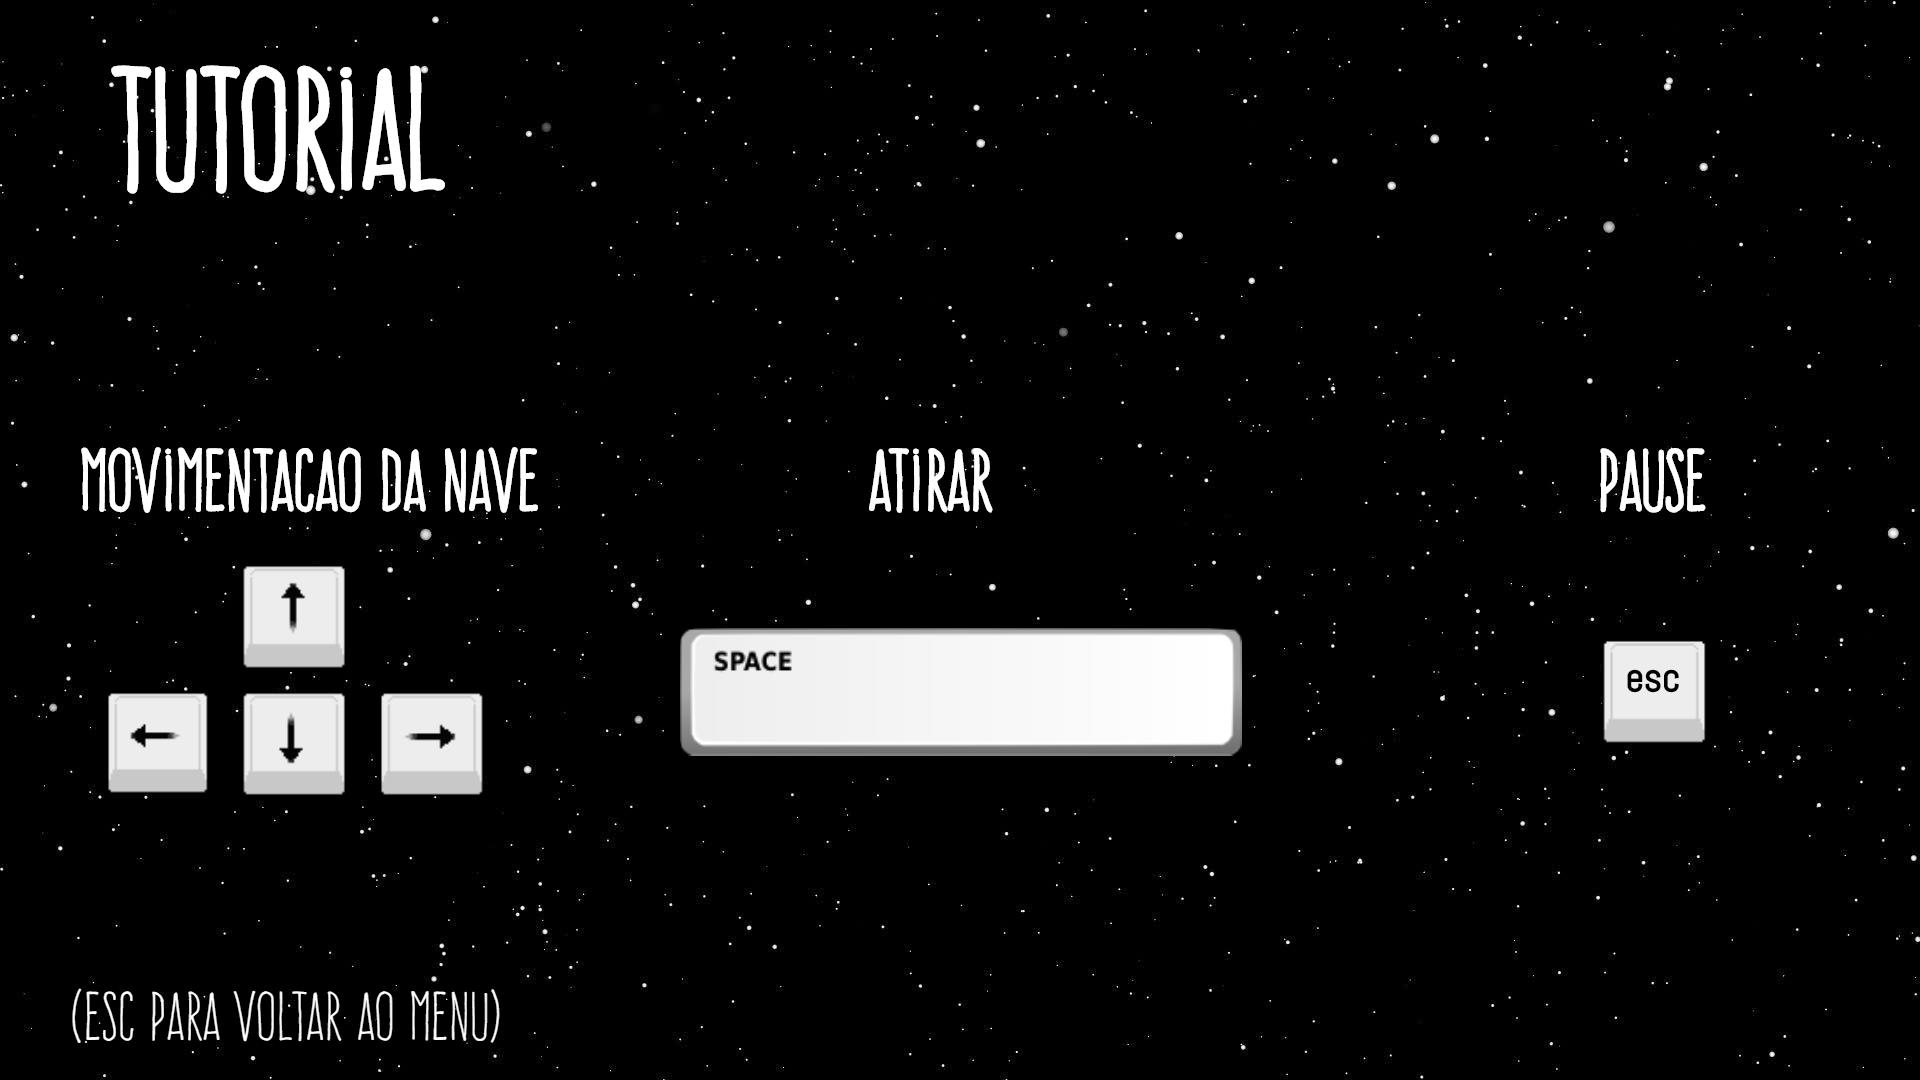 TUTORIAL
MOVIMENTACAO DA NAVE
ATIRAR
PAUSE
↑
SPACE
esc
← ↓ →
(ESC PARA VOLTAR AO MENU)